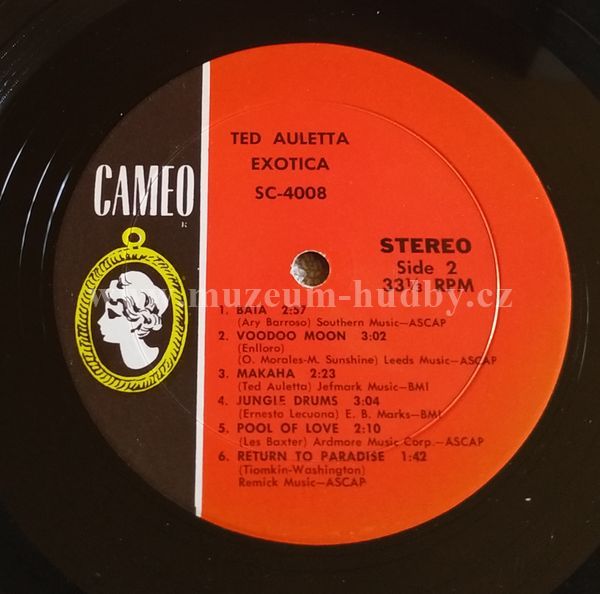 TED AULETTA
EXOTICA
SC-4008
CAMEO
R
STEREO
Side 2
33⅓ RPM
www.muzeum-hudby.cz
1. BAIA 2:57
(Ary Barroso) Southern Music—ASCAP
2. VOODOO MOON 3:02
(Enlloro)
(O. Morales-M. Sunshine) Leeds Music—ASCAP
3. MAKAHA 2:23
(Ted Auletta) Jefmark Music—BMI
4. JUNGLE DRUMS 3:04
(Ernesto Lecuona) E. B. Marks—BMI
5. POOL OF LOVE 2:10
(Les Baxter) Ardmore Music Corp.—ASCAP
6. RETURN TO PARADISE 1:42
(Tiomkin-Washington)
Remick Music—ASCAP